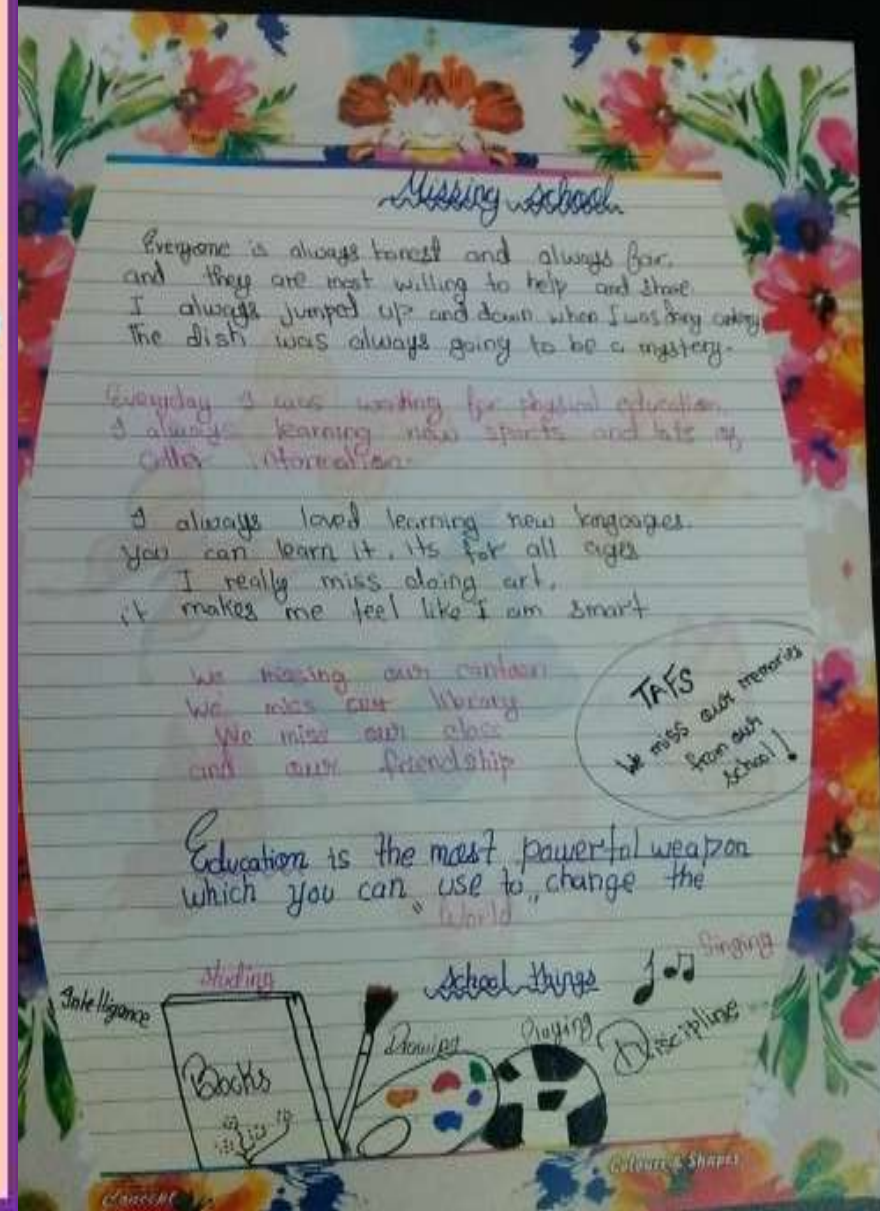 Missing school
Everyone is always honest and always fair.
and they are most willing to help and share
I always jumped up and down when I was doing
The dish was always going to be a mystery.
Everyday I was waiting for physical education.
I always learning new sports and lots of
other information.
I always loved learning new langooges.
you can learn it, its for all ages
I really miss doing art.
it makes me feel like I am smart
We missing our canteen
We miss our library
We miss our class
and our friendship
TAFS
We miss our memories
from our
school!
Education is the most powerful weapon
which you can use to change the
"World"
Studing
School things
Singing
Intelligance
Books
Drowing
Playing
Discipline
Colours & Shapes
Concept